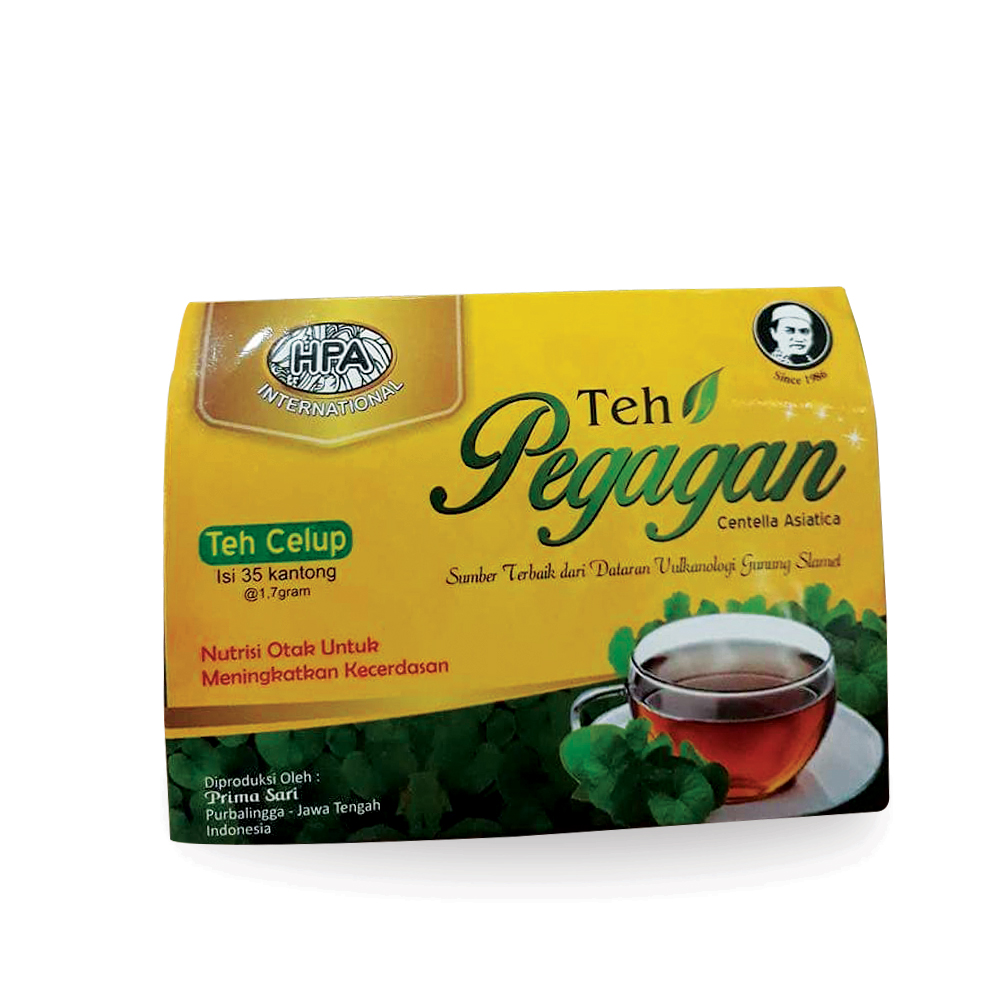 HPA
INTERNATIONAL
Since 1986
Teh
Pegagan
Centella Asiatica
Sumber Terbaik dari Dataran Vulkanologi Gunung Slamet
Teh Celup
Isi 35 kantong
@1,7gram
Nutrisi Otak Untuk
Meningkatkan Kecerdasan
Diproduksi Oleh :
Prima Sari
Purbalingga - Jawa Tengah
Indonesia